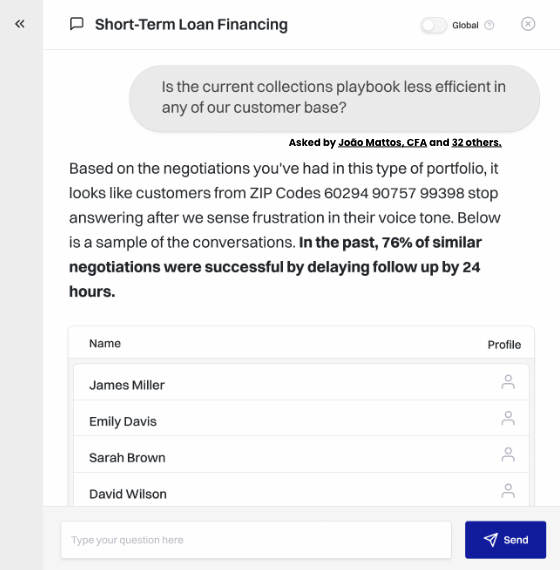 Short-Term Loan Financing
Global
Is the current collections playbook less efficient in
any of our customer base?
Asked by João Mattos, CFA and 32 others.
Based on the negotiations you've had in this type of portfolio, it
looks like customers from ZIP Codes 60294 90757 99398 stop
answering after we sense frustration in their voice tone. Below
is a sample of the conversations. In the past, 76% of similar
negotiations were successful by delaying follow up by 24
hours.
Name Profile
James Miller
Emily Davis
Sarah Brown
David Wilson
Type your question here
Send